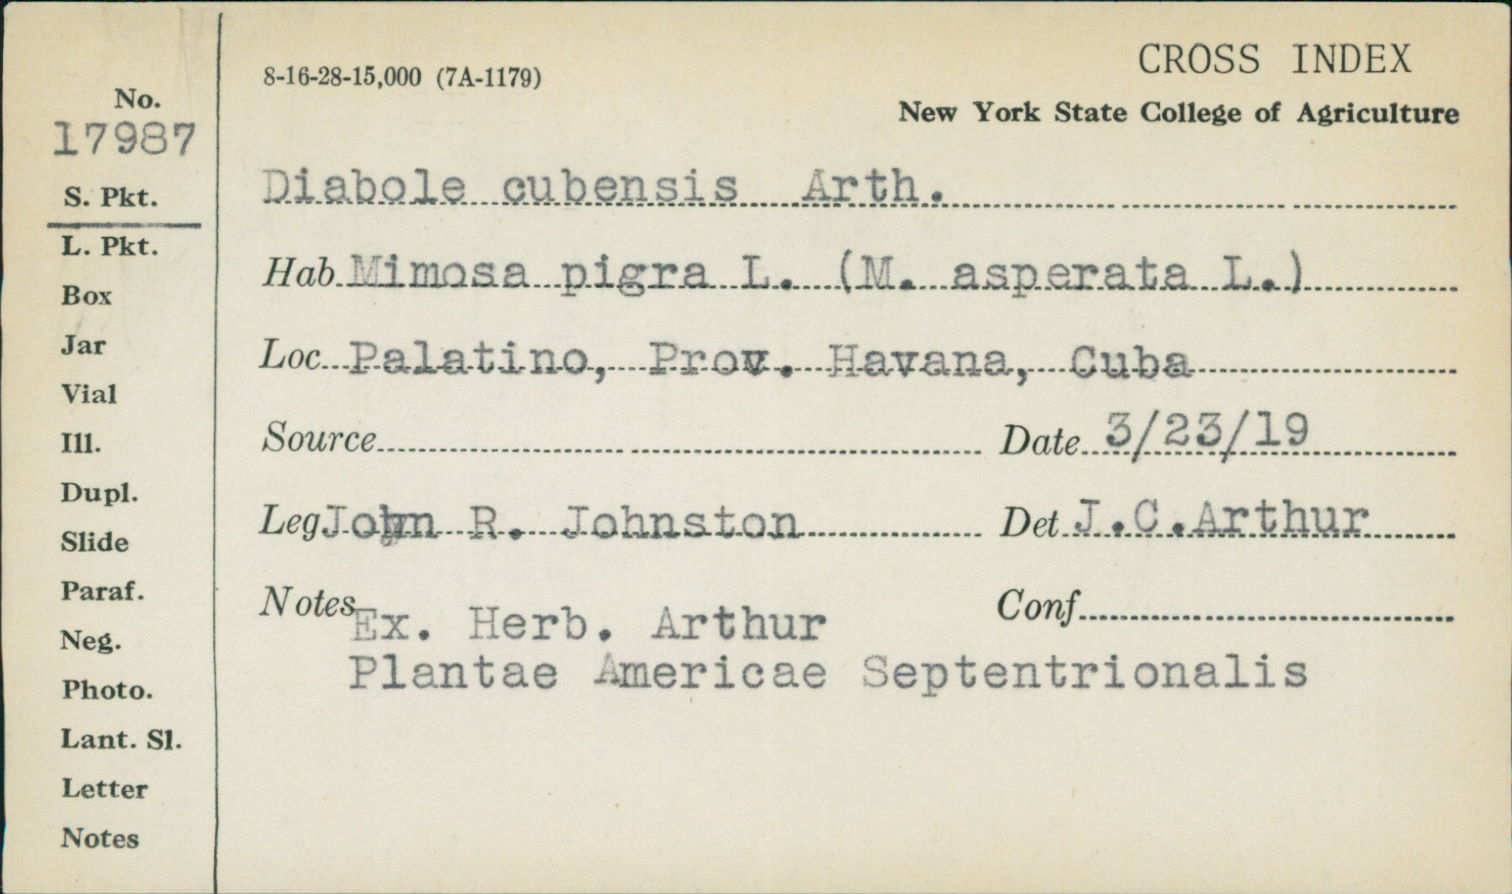 CROSS INDEX
8-16-28-15,000 (7A-1179)
New York State College of Agriculture
No.
17987
S. Pkt.
L. Pkt.
Box
Jar
Vial
Ill.
Dupl.
Slide
Paraf.
Neg.
Photo.
Lant. Sl.
Letter
Notes
Diabole cubensis Arth.
Hab. Mimosa pigra L. (M. asperata L.)
Loc. Palatino, Prov. Havana, Cuba
Source Date 3/23/19
Leg John R. Johnston Det. J.C.Arthur
Notes Ex. Herb. Arthur Conf.
Plantae Americae Septentrionalis